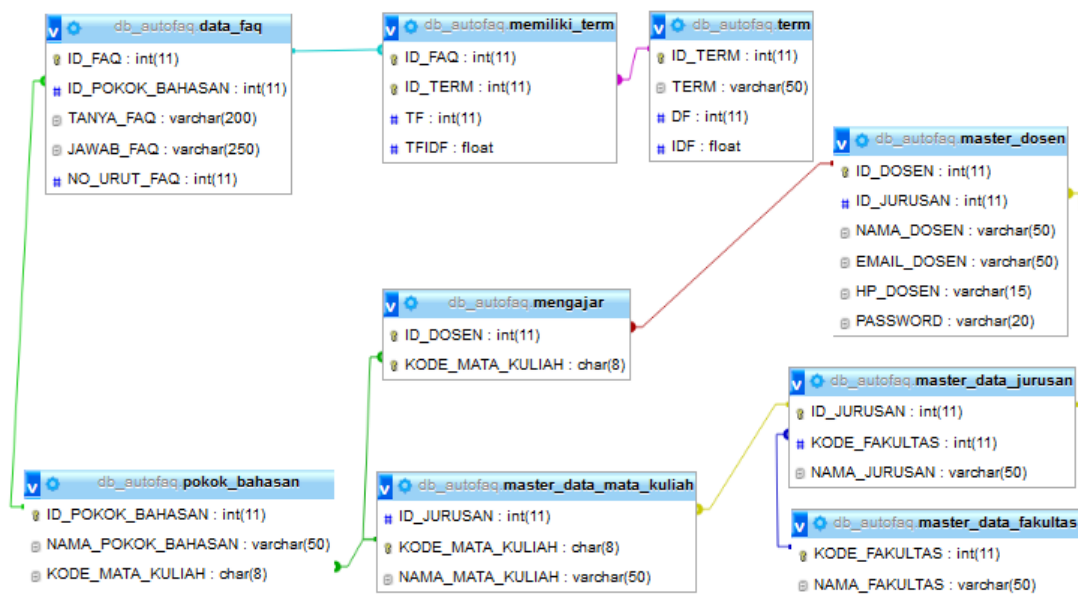 db_autofaq.data_faq
ID_FAQ : int(11)
ID_POKOK_BAHASAN : int(11)
TANYA_FAQ : varchar(200)
JAWAB_FAQ : varchar(250)
NO_URUT_FAQ : int(11)
db_autofaq.memiliki_term
ID_FAQ : int(11)
ID_TERM : int(11)
TF : int(11)
TFIDF : float
db_autofaq.term
ID_TERM : int(11)
TERM : varchar(50)
DF : int(11)
IDF : float
db_autofaq.master_dosen
ID_DOSEN : int(11)
ID_JURUSAN : int(11)
NAMA_DOSEN : varchar(50)
EMAIL_DOSEN : varchar(50)
HP_DOSEN : varchar(15)
PASSWORD : varchar(20)
db_autofaq.mengajar
ID_DOSEN : int(11)
KODE_MATA_KULIAH : char(8)
db_autofaq.master_data_jurusan
ID_JURUSAN : int(11)
KODE_FAKULTAS : int(11)
NAMA_JURUSAN : varchar(50)
db_autofaq.pokok_bahasan
ID_POKOK_BAHASAN : int(11)
NAMA_POKOK_BAHASAN : varchar(50)
KODE_MATA_KULIAH : char(8)
db_autofaq.master_data_mata_kuliah
ID_JURUSAN : int(11)
KODE_MATA_KULIAH : char(8)
NAMA_MATA_KULIAH : varchar(50)
db_autofaq.master_data_fakultas
KODE_FAKULTAS : int(11)
NAMA_FAKULTAS : varchar(50)